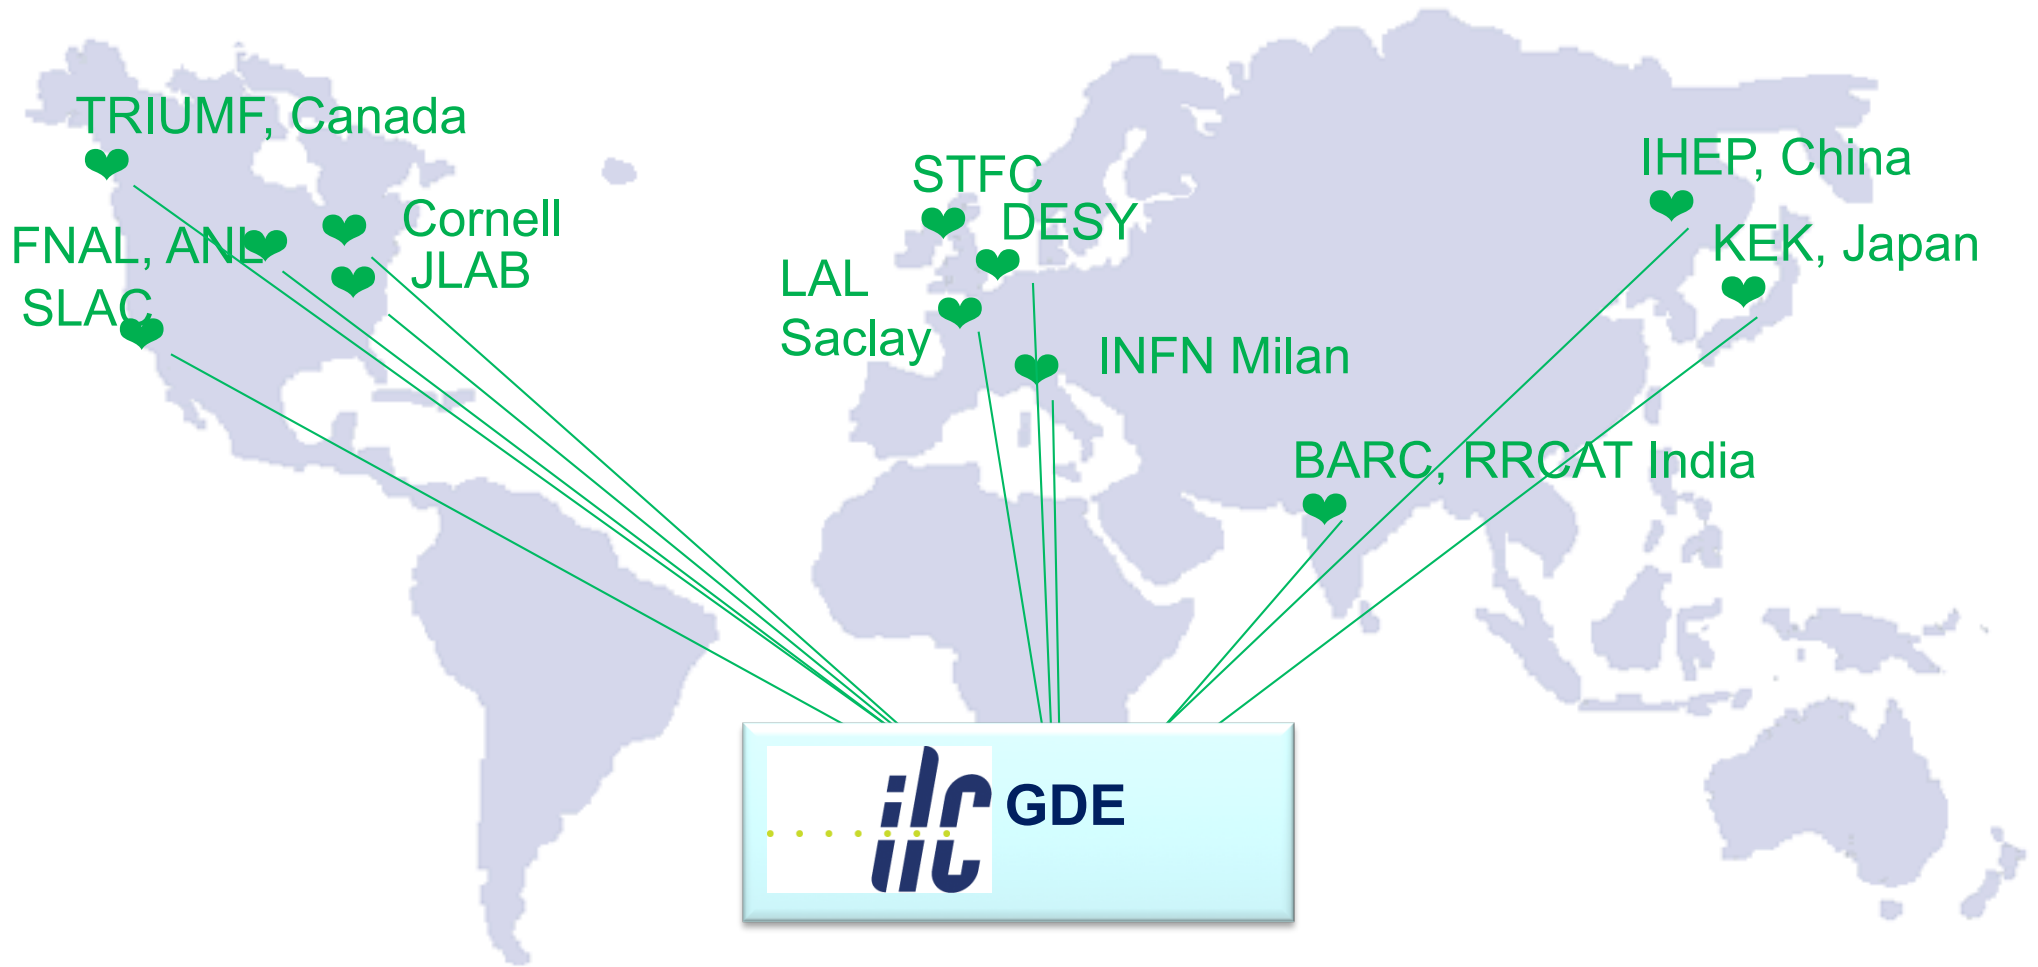 TRIUMF, Canada
FNAL, ANL
SLAC
Cornell
JLAB
STFC
DESY
LAL
Saclay
INFN Milan
IHEP, China
KEK, Japan
BARC, RRCAT India
ilc GDE